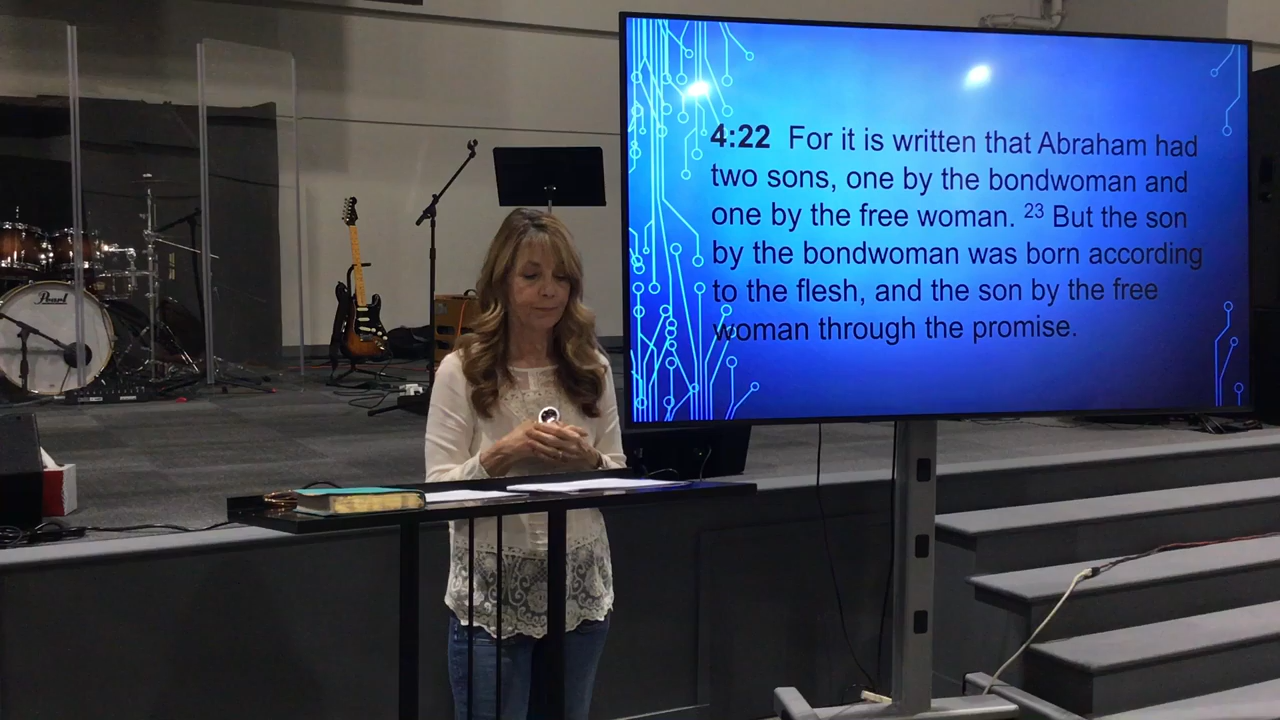 4:22 For it is written that Abraham had
two sons, one by the bondwoman and
one by the free woman. 23 But the son
by the bondwoman was born according
to the flesh, and the son by the free
woman through the promise.
Pearl